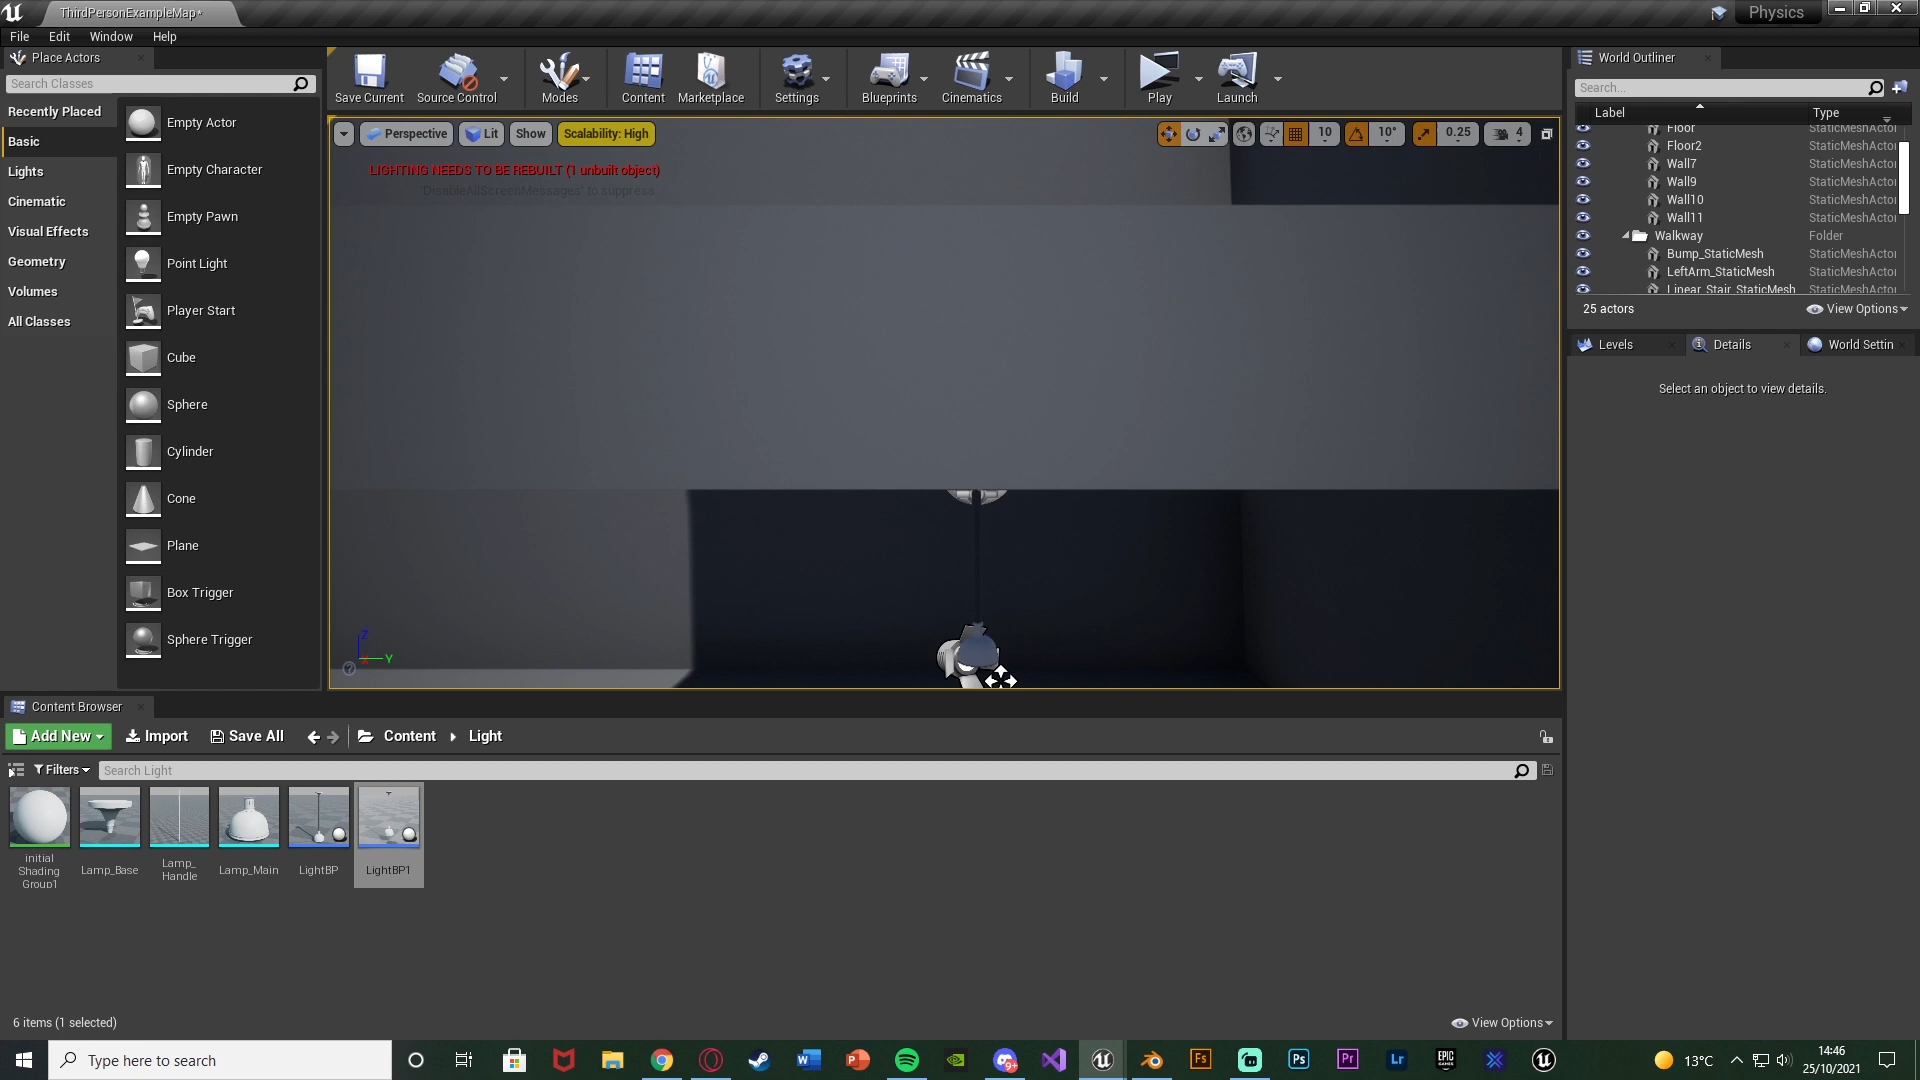 ThirdPersonExampleMap*
Physics
File Edit Window Help
Place Actors
Search Classes
Recently Placed
Basic
Lights
Cinematic
Visual Effects
Geometry
Volumes
All Classes
Empty Actor
Empty Character
Empty Pawn
Point Light
Player Start
Cube
Sphere
Cylinder
Cone
Plane
Box Trigger
Sphere Trigger
Save Current Source Control Modes Content Marketplace Settings Blueprints Cinematics Build Play Launch
Perspective Lit Show Scalability: High 10 10° 0.25 4
LIGHTING NEEDS TO BE REBUILT (1 unbuilt object)
'DisableAllScreenMessages' to suppress
Z
X Y
World Outliner
Search...
Label Type
Floor StaticMeshActor
Floor2 StaticMeshActor
Wall7 StaticMeshActor
Wall9 StaticMeshActor
Wall10 StaticMeshActor
Wall11 StaticMeshActor
Walkway Folder
Bump_StaticMesh StaticMeshActor
LeftArm_StaticMesh StaticMeshActor
Linear_Stair_StaticMesh StaticMeshActor
25 actors View Options
Levels Details World Settin
Select an object to view details.
Content Browser
Add New Import Save All Content Light
Filters Search Light
initial
Shading
Group1
Lamp_Base
Lamp_
Handle
Lamp_Main
LightBP
LightBP1
6 items (1 selected) View Options
Type here to search
9+
Fs
Ps
Pr
Lr
EPIC
GAMES
13°C
14:46
25/10/2021